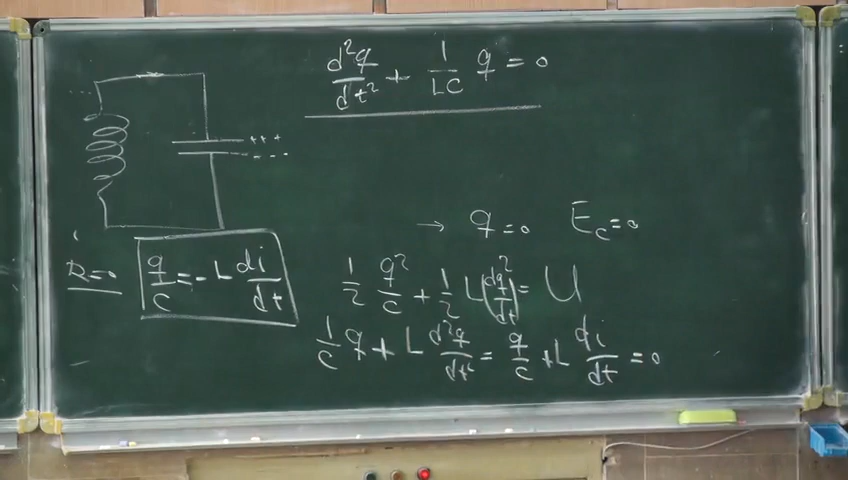 d²q/dt² + 1/LC q = 0
+++
---
→ q = 0 E_C = 0
R = 0
q/C = - L di/dt
1/2 q²/C + 1/2 L(dq/dt)² = U
1/C q + L d²q/dt² = q/C + L di/dt = 0